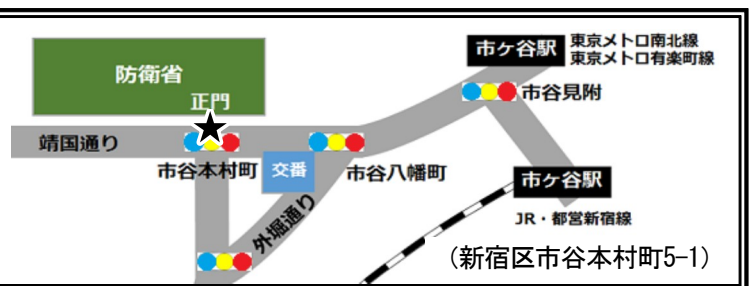 市ケ谷駅
東京メトロ南北線
東京メトロ有楽町線
防衛省
正門
市谷見附
靖国通り
市谷本村町
交番
市谷八幡町
市ケ谷駅
外堀通り
JR・都営新宿線
(新宿区市谷本村町5-1)